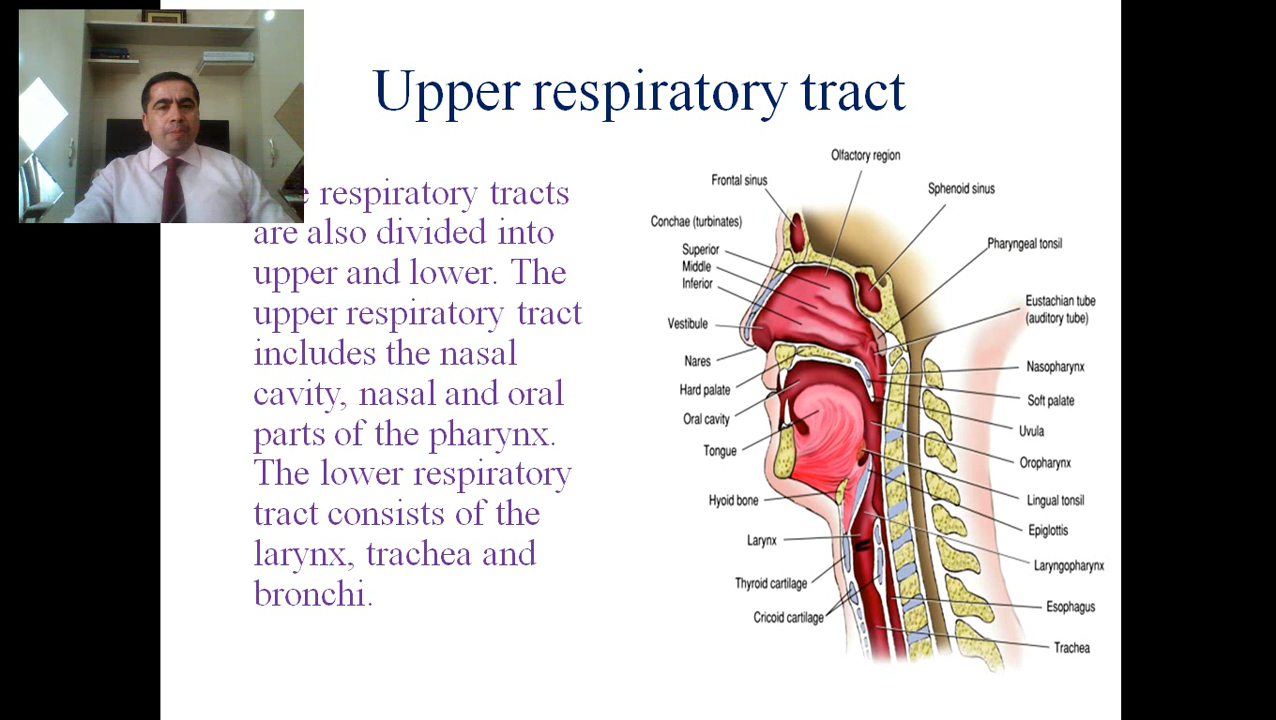 Upper respiratory tract
respiratory tracts
are also divided into
upper and lower. The
upper respiratory tract
includes the nasal
cavity, nasal and oral
parts of the pharynx.
The lower respiratory
tract consists of the
larynx, trachea and
bronchi.
Olfactory region
Frontal sinus
Sphenoid sinus
Conchae (turbinates)
Superior
Middle
Inferior
Vestibule
Nares
Hard palate
Oral cavity
Tongue
Hyoid bone
Larynx
Thyroid cartilage
Cricoid cartilage
Pharyngeal tonsil
Eustachian tube
(auditory tube)
Nasopharynx
Soft palate
Uvula
Oropharynx
Lingual tonsil
Epiglottis
Laryngopharynx
Esophagus
Trachea